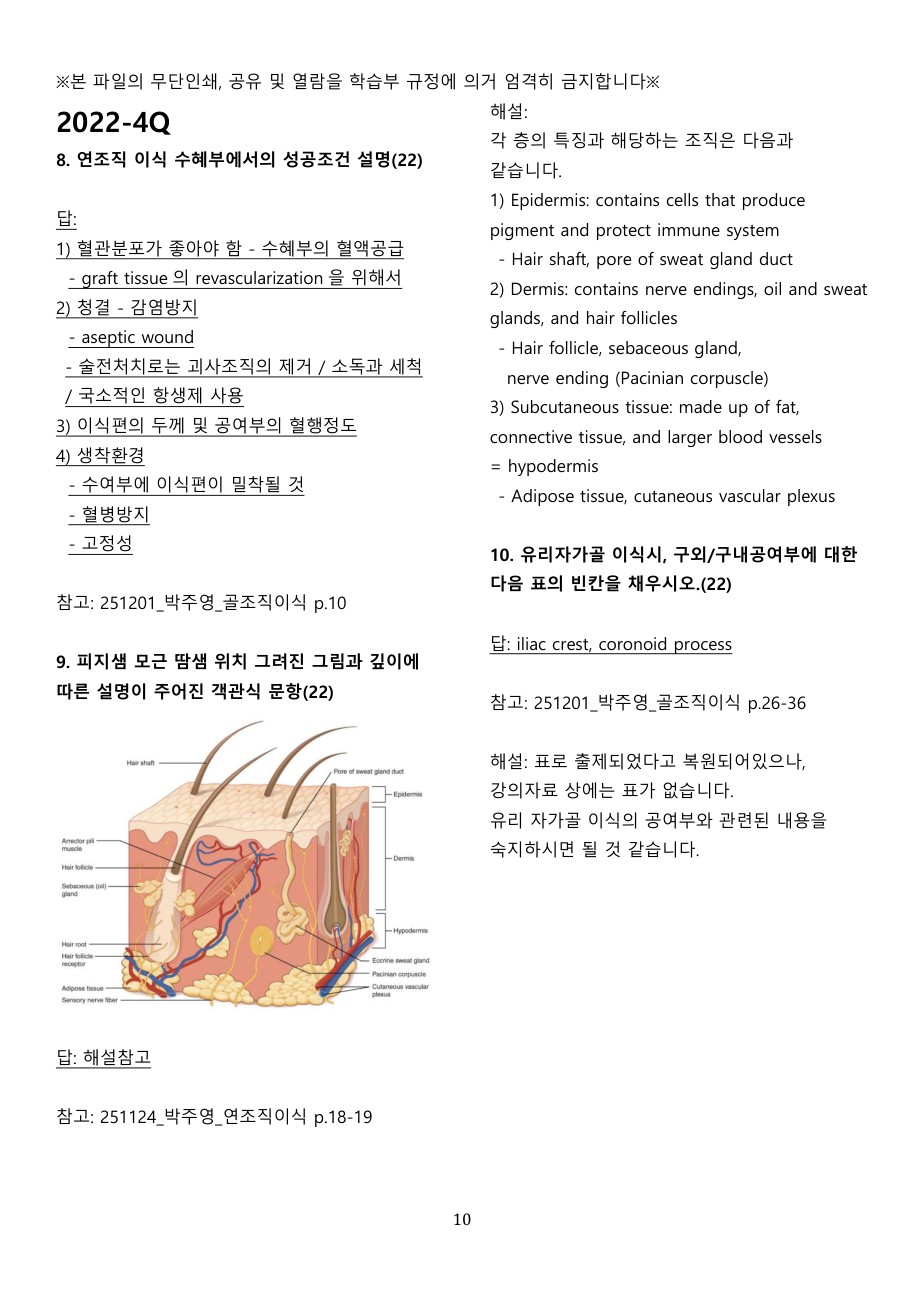 ※본 파일의 무단인쇄, 공유 및 열람을 학습부 규정에 의거 엄격히 금지합니다※
2022-4Q
8. 연조직 이식 수혜부에서의 성공조건 설명(22)
답:
1) 혈관분포가 좋아야 함 - 수혜부의 혈액공급
- graft tissue 의 revascularization 을 위해서
2) 청결 - 감염방지
- aseptic wound
- 술전처치로는 괴사조직의 제거 / 소독과 세척
/ 국소적인 항생제 사용
3) 이식편의 두께 및 공여부의 혈행정도
4) 생착환경
- 수여부에 이식편이 밀착될 것
- 혈병방지
- 고정성
참고: 251201_박주영_골조직이식 p.10
9. 피지샘 모근 땀샘 위치 그려진 그림과 깊이에
따른 설명이 주어진 객관식 문항(22)
Hair shaft
Pore of sweat gland duct
Epidermis
Arrector pili
muscle
Dermis
Hair follicle
Sebaceous (oil)
gland
Hypodermis
Hair root
Hair follicle
receptor
Eccrine sweat gland
Pacinian corpuscle
Adipose tissue
Cutaneous vascular
plexus
Sensory nerve fiber
답: 해설참고
참고: 251124_박주영_연조직이식 p.18-19
해설:
각 층의 특징과 해당하는 조직은 다음과
같습니다.
1) Epidermis: contains cells that produce
pigment and protect immune system
- Hair shaft, pore of sweat gland duct
2) Dermis: contains nerve endings, oil and sweat
glands, and hair follicles
- Hair follicle, sebaceous gland,
nerve ending (Pacinian corpuscle)
3) Subcutaneous tissue: made up of fat,
connective tissue, and larger blood vessels
= hypodermis
- Adipose tissue, cutaneous vascular plexus
10. 유리자가골 이식시, 구외/구내공여부에 대한
다음 표의 빈칸을 채우시오.(22)
답: iliac crest, coronoid process
참고: 251201_박주영_골조직이식 p.26-36
해설: 표로 출제되었다고 복원되어있으나,
강의자료 상에는 표가 없습니다.
유리 자가골 이식의 공여부와 관련된 내용을
숙지하시면 될 것 같습니다.
10